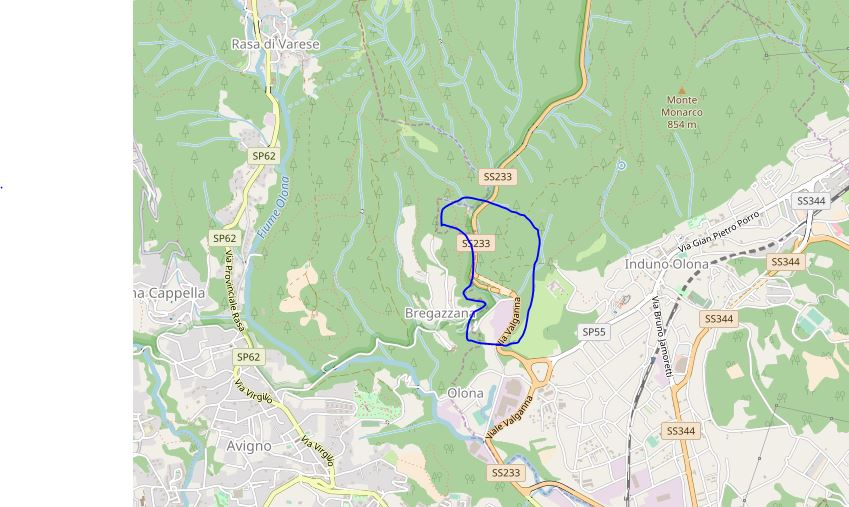 Rasa di Varese
Monte
Monarco
854 m
SP62
SS233
Fiume Olona
SS344
Via Gian Pietro Porro
SP62
SS233
Via Provinciale Rasa
Induno Olona
SS344
na Cappella
Bregazzana
Via Valganna
SP55
Via Bruno Jamoretti
SS344
SP62
Via Virgilio
Olona
Viale Valganna
SS344
Avigno
Via Virgilio
SS233